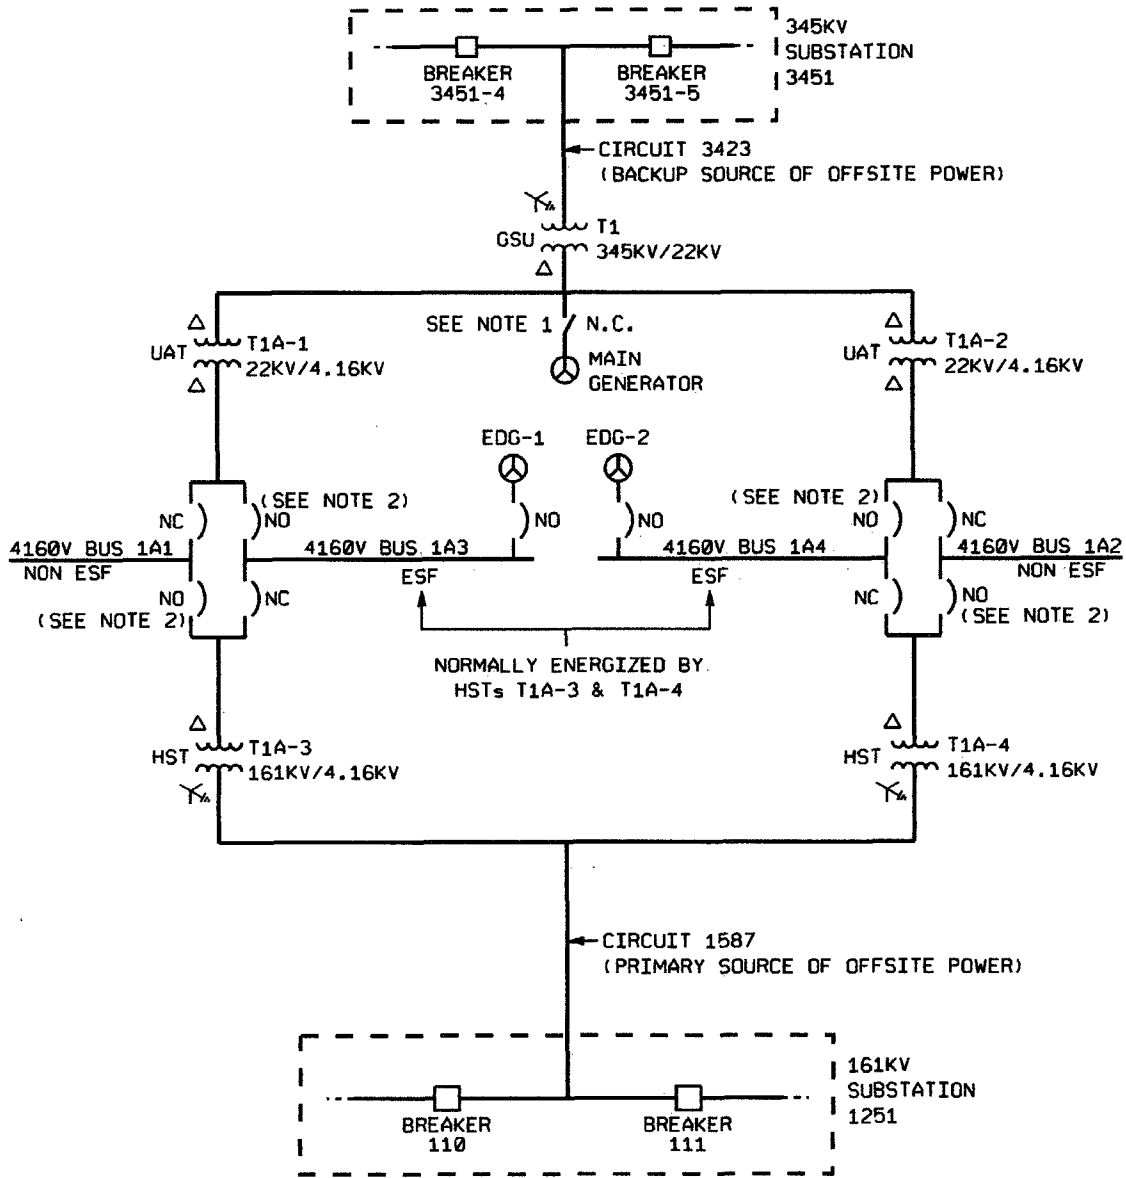 345KV
SUBSTATION
3451
BREAKER
3451-4
BREAKER
3451-5
CIRCUIT 3423
(BACKUP SOURCE OF OFFSITE POWER)
GSU
T1
345KV/22KV
SEE NOTE 1
N.C.
MAIN
GENERATOR
UAT
T1A-1
22KV/4.16KV
UAT
T1A-2
22KV/4.16KV
EDG-1
EDG-2
(SEE NOTE 2)
(SEE NOTE 2)
NC
NO
NO
NO
NO
NC
4160V BUS 1A1
NON ESF
4160V BUS 1A3
ESF
4160V BUS 1A4
ESF
4160V BUS 1A2
NON ESF
NO
(SEE NOTE 2)
NC
NC
NO
(SEE NOTE 2)
NORMALLY ENERGIZED BY
HSTs T1A-3 & T1A-4
HST
T1A-3
161KV/4.16KV
HST
T1A-4
161KV/4.16KV
CIRCUIT 1587
(PRIMARY SOURCE OF OFFSITE POWER)
161KV
SUBSTATION
1251
BREAKER
110
BREAKER
111